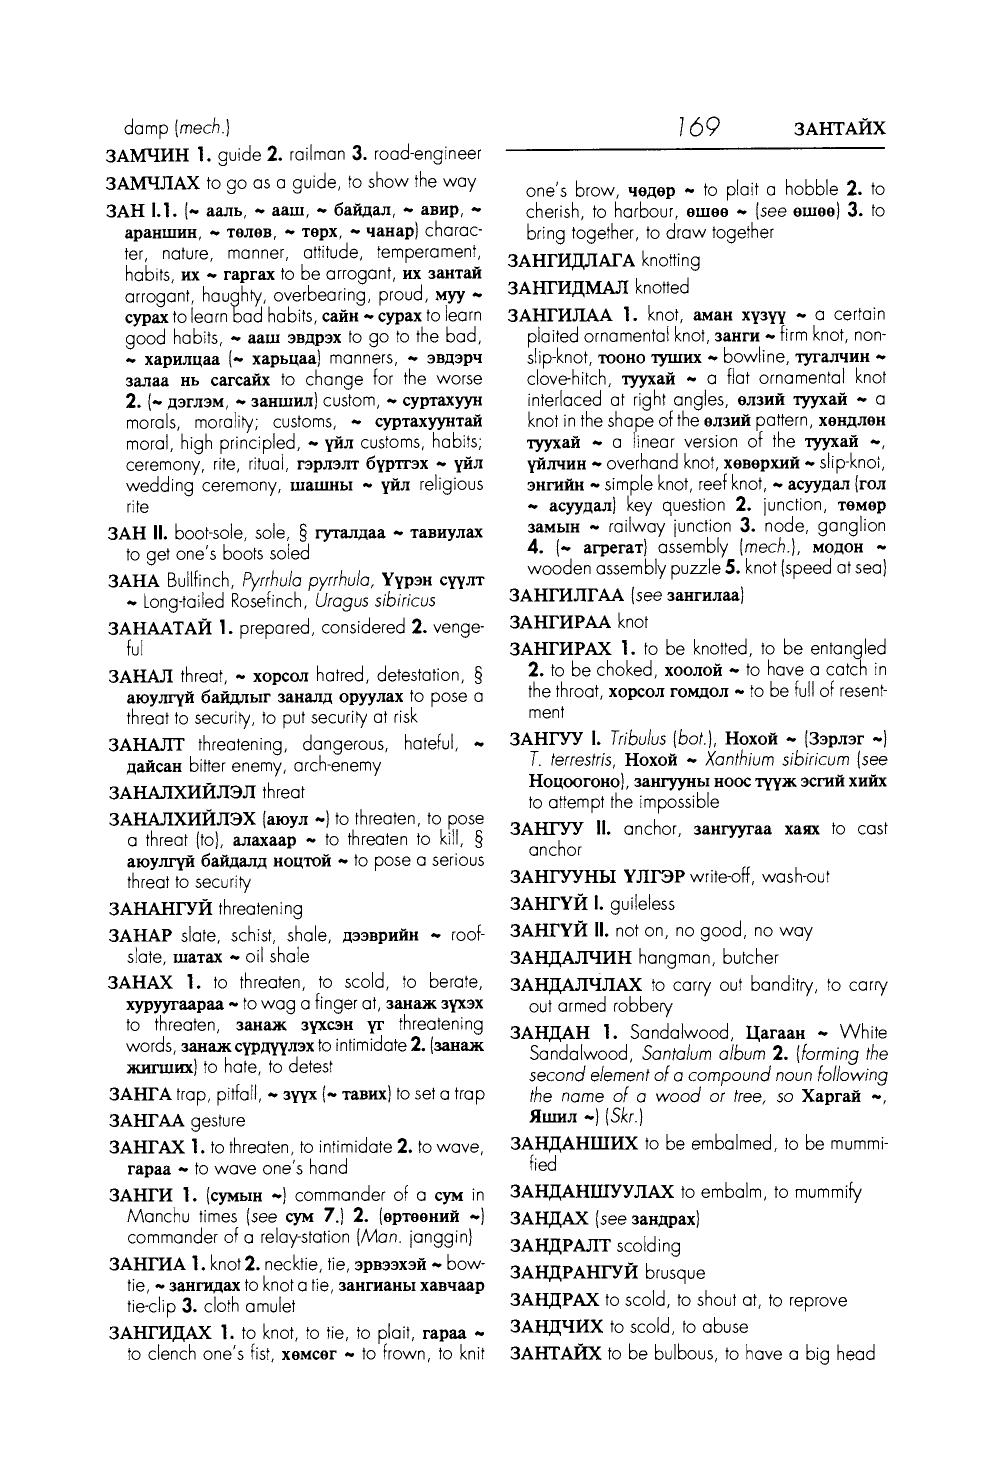 damp (mech.)
ЗАМЧИН 1. guide 2. railman 3. road-engineer
ЗАМЧЛАХ to go as a guide, to show the way
ЗАН I.1. (~ ааль, ~ ааш, ~ байдал, ~ авир, ~
араншин, ~ төлөв, ~ төрх, ~ чанар) charac-
ter, nature, manner, attitude, temperament,
habits, их ~ гаргах to be arrogant, их зантай
arrogant, haughty, overbearing, proud, муу ~
сурах to learn bad habits, сайн ~ сурах to learn
good habits, ~ ааш эвдрэх to go to the bad,
~ харилцаа (~ харьцаа) manners, ~ эвдэрч
залаа нь сагсайх to change for the worse
2. (~ дэглэм, ~ заншил) custom, ~ суртахуун
morals, morality; customs, ~ суртахуунтай
moral, high principled, ~ үйл customs, habits;
ceremony, rite, ritual, гэрлэлт бүртгэх ~ үйл
wedding ceremony, шашны ~ үйл religious
rite
ЗАН II. boot-sole, sole, § гуталдаа ~ тавиулах
to get one's boots soled
ЗАНА Bullfinch, Pyrrhula pyrrhula, Үүрэн сүүлт
~ Long-tailed Rosefinch, Uragus sibiricus
ЗАНААТАЙ 1. prepared, considered 2. venge-
ful
ЗАНАЛ threat, ~ хорсол hatred, detestation, §
аюулгүй байдлыг заналд оруулах to pose a
threat to security, to put security at risk
ЗАНАЛТ threatening, dangerous, hateful, ~
дайсан bitter enemy, arch-enemy
ЗАНАЛХИЙЛЭЛ threat
ЗАНАЛХИЙЛЭХ (аюул ~) to threaten, to pose
a threat (to), алахаар ~ to threaten to kill, §
аюулгүй байдалд ноцтой ~ to pose a serious
threat to security
ЗАНАНГУЙ threatening
ЗАНАР slate, schist, shale, дээврийн ~ roof-
slate, шатах ~ oil shale
ЗАНАХ 1. to threaten, to scold, to berate,
хуруугаараа ~ to wag a finger at, занаж зүхэх
to threaten, занаж зүхсэн үг threatening
words, занаж сүрдүүлэх to intimidate 2. (занаж
жигших) to hate, to detest
ЗАНГА trap, pitfall, ~ зүүх (~ тавих) to set a trap
ЗАНГАА gesture
ЗАНГАХ 1. to threaten, to intimidate 2. to wave,
гараа ~ to wave one's hand
ЗАНГИ 1. (сумын ~) commander of a сум in
Manchu times (see сум 7.) 2. (өртөөний ~)
commander of a relay-station (Man. janggin)
ЗАНГИА 1. knot 2. necktie, tie, эрвээхэй ~ bow-
tie, ~ зангидах to knot a tie, зангианы хавчаар
tie-clip 3. cloth amulet
ЗАНГИДАХ 1. to knot, to tie, to plait, гараа ~
to clench one's fist, хөмсөг ~ to frown, to knit
169 ЗАНТАЙХ
one's brow, чөдөр ~ to plait a hobble 2. to
cherish, to harbour, өшөө ~ (see өшөө) 3. to
bring together, to draw together
ЗАНГИДЛАГА knotting
ЗАНГИДМАЛ knotted
ЗАНГИЛАА 1. knot, аман хүзүү ~ a certain
plaited ornamental knot, занги ~ firm knot, non-
slip-knot, тооно туших ~ bowline, тугалчин ~
clove-hitch, туухай ~ a flat ornamental knot
interlaced at right angles, өлзий туухай ~ a
knot in the shape of the өлзий pattern, хөндлөн
туухай ~ a linear version of the туухай ~,
үйлчин ~ overhand knot, хөвөрхий ~ slip-knot,
энгийн ~ simple knot, reef knot, ~ асуудал (гол
~ асуудал) key question 2. junction, төмөр
замын ~ railway junction 3. node, ganglion
4. (~ агрегат) assembly (mech.), модон ~
wooden assembly puzzle 5. knot (speed at sea)
ЗАНГИЛГАА (see зангилаа)
ЗАНГИРАА knot
ЗАНГИРАХ 1. to be knotted, to be entangled
2. to be choked, хоолой ~ to have a catch in
the throat, хорсол гомдол ~ to be full of resent-
ment
ЗАНГУУ I. Tribulus (bot.), Нохой ~ (Зэрлэг ~)
T. terrestris, Нохой ~ Xanthium sibiricum (see
Ноцоогоно), зангууны ноос түүж эсгий хийх
to attempt the impossible
ЗАНГУУ II. anchor, зангуугаа хаях to cast
anchor
ЗАНГУУНЫ ҮЛГЭР write-off, wash-out
ЗАНГҮЙ I. guileless
ЗАНГҮЙ II. not on, no good, no way
ЗАНДАЛЧИН hangman, butcher
ЗАНДАЛЧЛАХ to carry out banditry, to carry
out armed robbery
ЗАНДАН 1. Sandalwood, Цагаан ~ White
Sandalwood, Santalum album 2. (forming the
second element of a compound noun following
the name of a wood or tree, so Харгай ~,
Яшил ~) (Skr.)
ЗАНДАНШИХ to be embalmed, to be mummi-
fied
ЗАНДАНШУУЛАХ to embalm, to mummify
ЗАНДАХ (see зандрах)
ЗАНДРАЛТ scolding
ЗАНДРАНГУЙ brusque
ЗАНДРАХ to scold, to shout at, to reprove
ЗАНДЧИХ to scold, to abuse
ЗАНТАЙХ to be bulbous, to have a big head